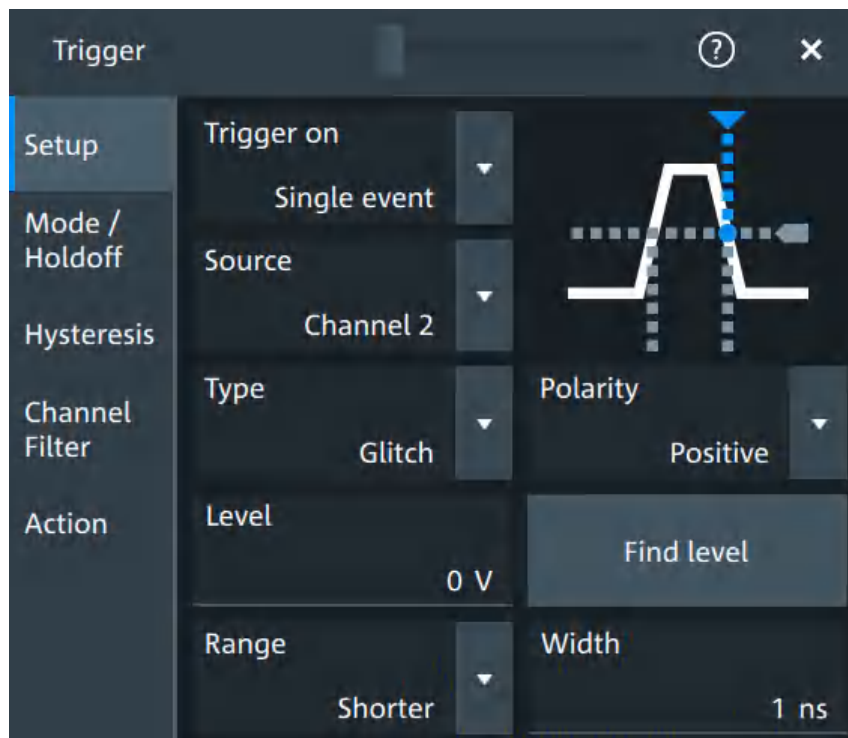 Trigger
?
Setup
Mode /
Holdoff
Hysteresis
Channel
Filter
Action
Trigger on
Single event
Source
Channel 2
Type
Glitch
Polarity
Positive
Level
0 V
Find level
Range
Shorter
Width
1 ns